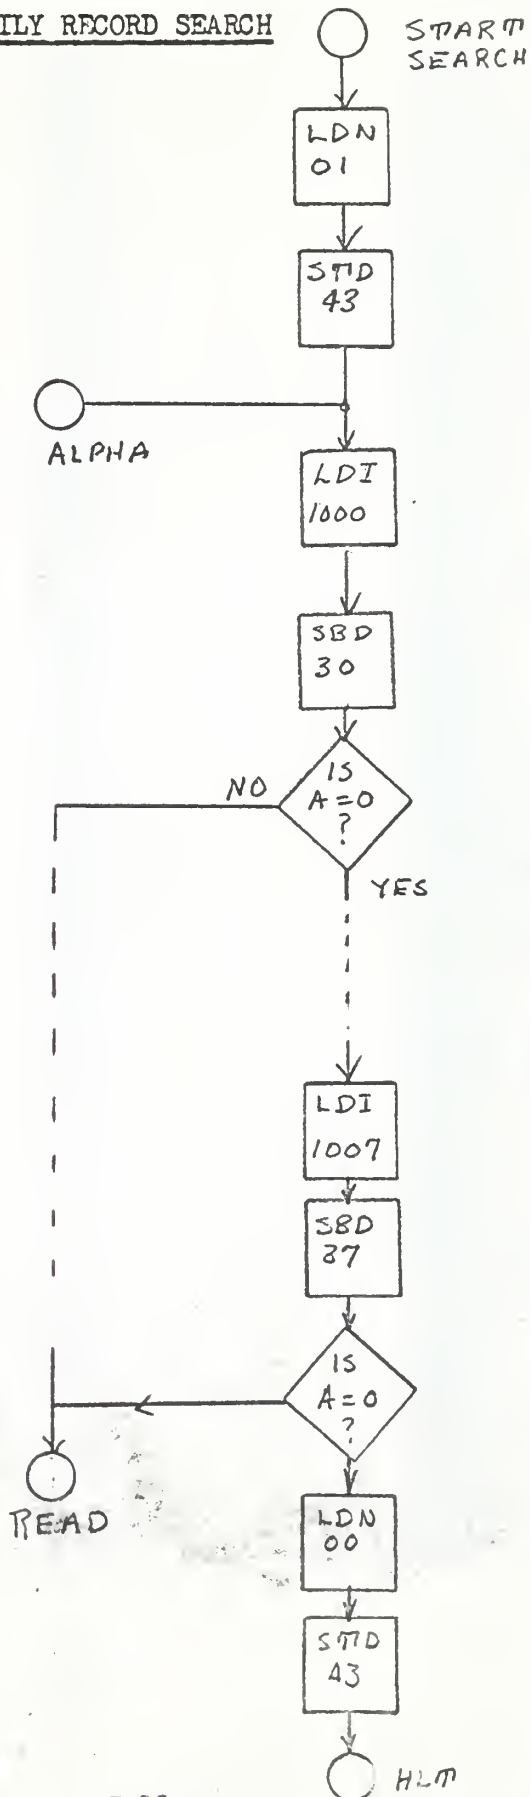 ILY RECORD SEARCH
START
SEARCH
LDN
01
STD
43
ALPHA
LDI
1000
SBD
30
NO
IS
A=0
?
YES
LDI
1007
SBD
37
IS
A=0
?
READ
LDN
00
STD
43
HLT